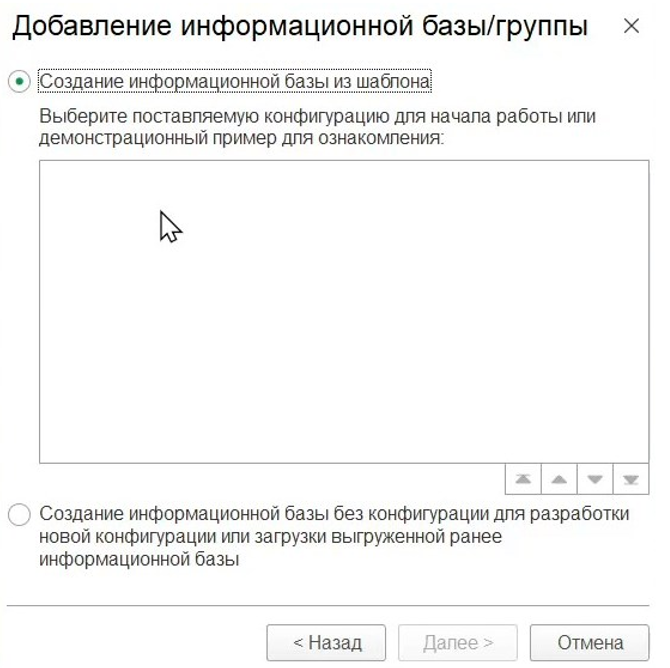 Добавление информационной базы/группы
Создание информационной базы из шаблона
Выберите поставляемую конфигурацию для начала работы или
демонстрационный пример для ознакомления:
Создание информационной базы без конфигурации для разработки
новой конфигурации или загрузки выгруженной ранее
информационной базы
< Назад
Далее >
Отмена